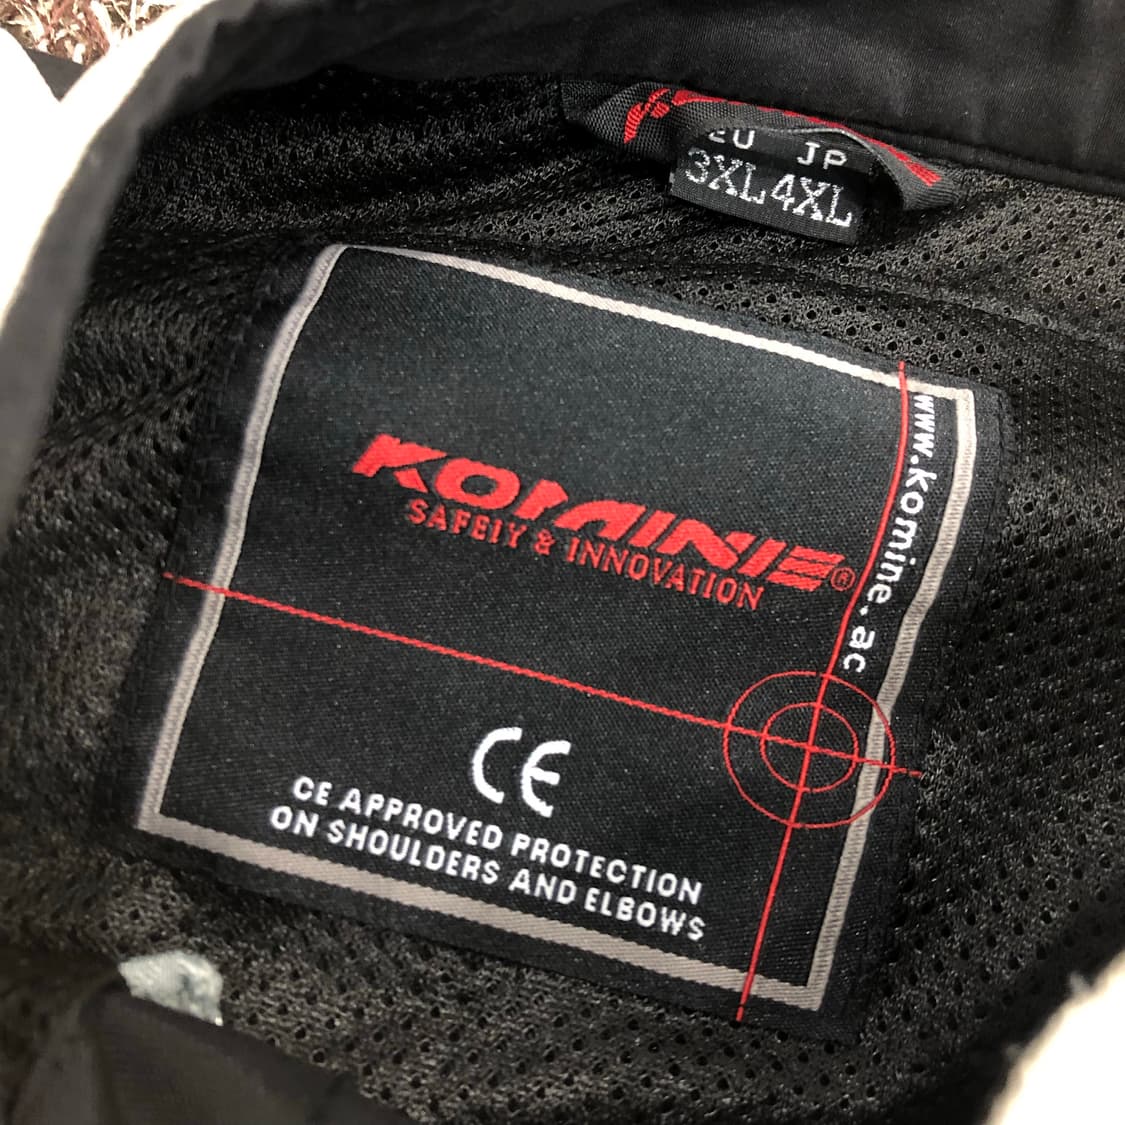 EU JP
3XL 4XL
KOMINE®
SAFETY & INNOVATION
www.komine.ac
CE
CE APPROVED PROTECTION
ON SHOULDERS AND ELBOWS